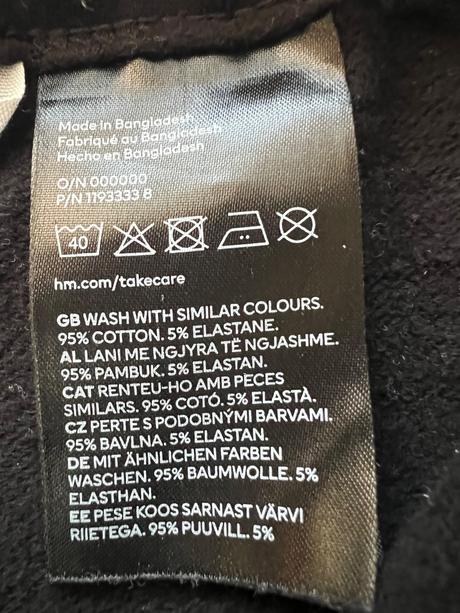 Made in Bangladesh
Fabriqué au Bangladesh
Hecho en Bangladesh
O/N 000000
P/N 1193333 8
40
hm.com/takecare
GB WASH WITH SIMILAR COLOURS.
95% COTTON. 5% ELASTANE.
AL LANI ME NGJYRA TË NGJASHME.
95% PAMBUK. 5% ELASTAN.
CAT RENTEU-HO AMB PECES
SIMILARS. 95% COTÓ. 5% ELASTÀ.
CZ PERTE S PODOBNÝMI BARVAMI.
95% BAVLNA. 5% ELASTAN.
DE MIT ÄHNLICHEN FARBEN
WASCHEN. 95% BAUMWOLLE. 5%
ELASTHAN.
EE PESE KOOS SARNAST VÄRVI
RIIETEGA. 95% PUUVILL. 5%